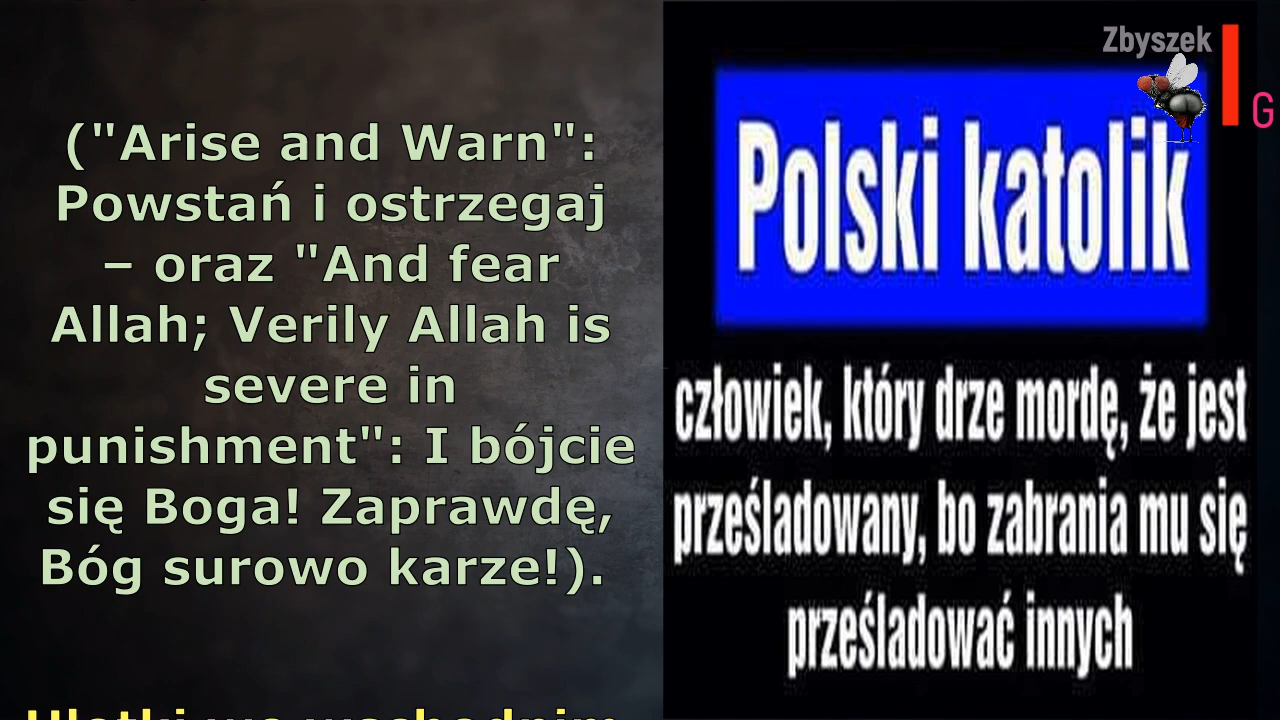 ("Arise and Warn":
Powstań i ostrzegaj
– oraz "And fear
Allah; Verily Allah is
severe in
punishment": I bójcie
się Boga! Zaprawdę,
Bóg surowo karze!).
Zbyszek
G
Polski katolik
człowiek, który drze mordę, że jest
prześladowany, bo zabrania mu się
prześladować innych